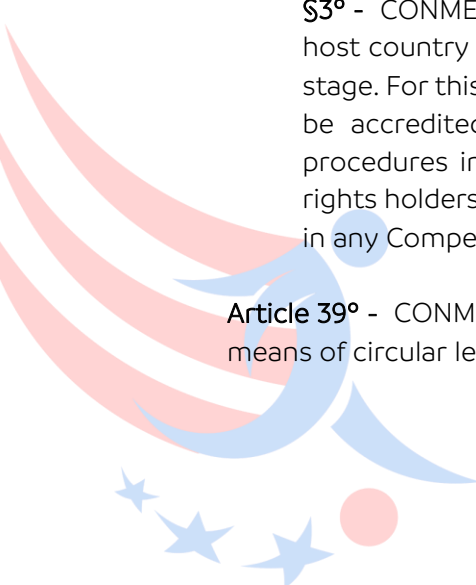 §3º - CONME
host country
stage. For this
be accredited
procedures in
rights holders
in any Compe
Article 39º - CONM
means of circular le